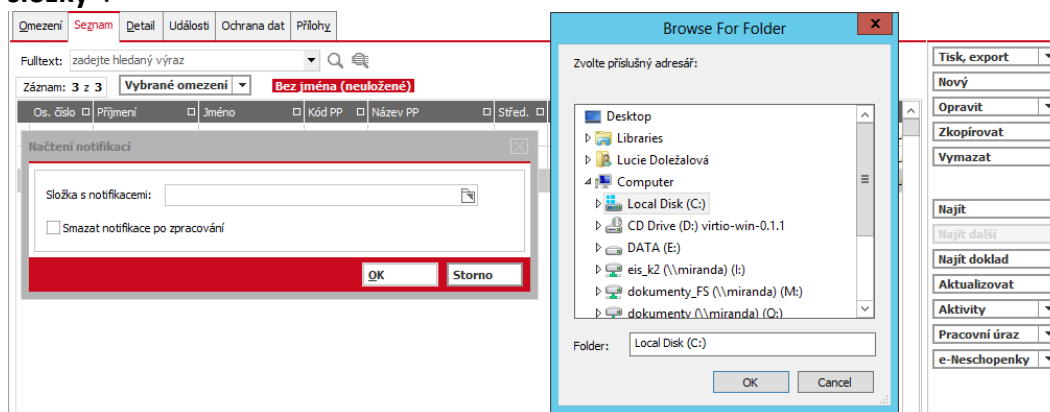 Omezení Seznam Detail Události Ochrana dat Přílohy
Fulltext: zadejte hledaný výraz
Záznam: 3 z 3 Vybrané omezení Bez jména (neuložené)
Os. číslo Příjmení Jméno Kód PP Název PP Střed.
Načtení notifikací
Složka s notifikacemi:
Smazat notifikace po zpracování
OK Storno
Browse For Folder
x
Zvolte příslušný adresář:
Desktop
Libraries
Lucie Doležalová
Computer
Local Disk (C:)
CD Drive (D:) virtio-win-0.1.1
DATA (E:)
eis_k2 (\\miranda) (I:)
dokumenty_FS (\\miranda) (M:)
dokumenty (\\miranda) (O:)
Folder: Local Disk (C:)
OK Cancel
Tisk, export
Nový
Opravit
Zkopírovat
Vymazat
Najít
Najít další
Najít doklad
Aktualizovat
Aktivity
Pracovní úraz
e-Neschopenky